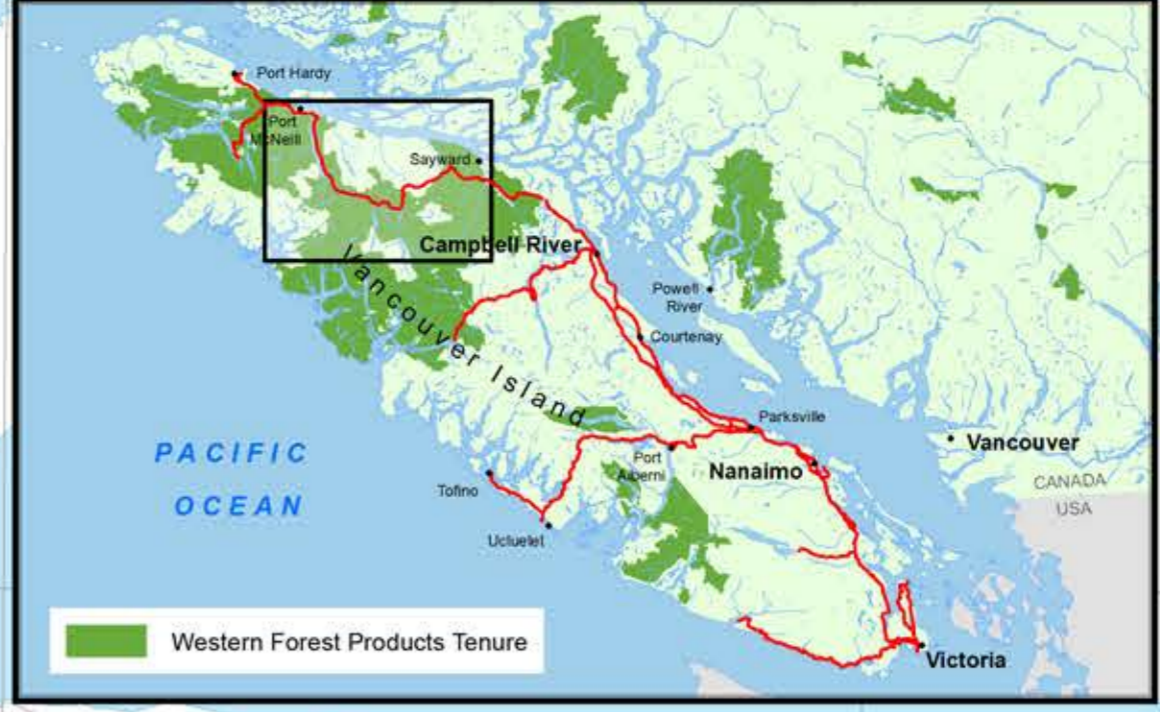 Port Hardy
Port
McNeill
Sayward
Campbell River
Vancouver Island
Powell
River
Courtenay
Parksville
PACIFIC
OCEAN
Vancouver
Port
Alberni
Nanaimo
CANADA
USA
Tofino
Ucluelet
Western Forest Products Tenure
Victoria